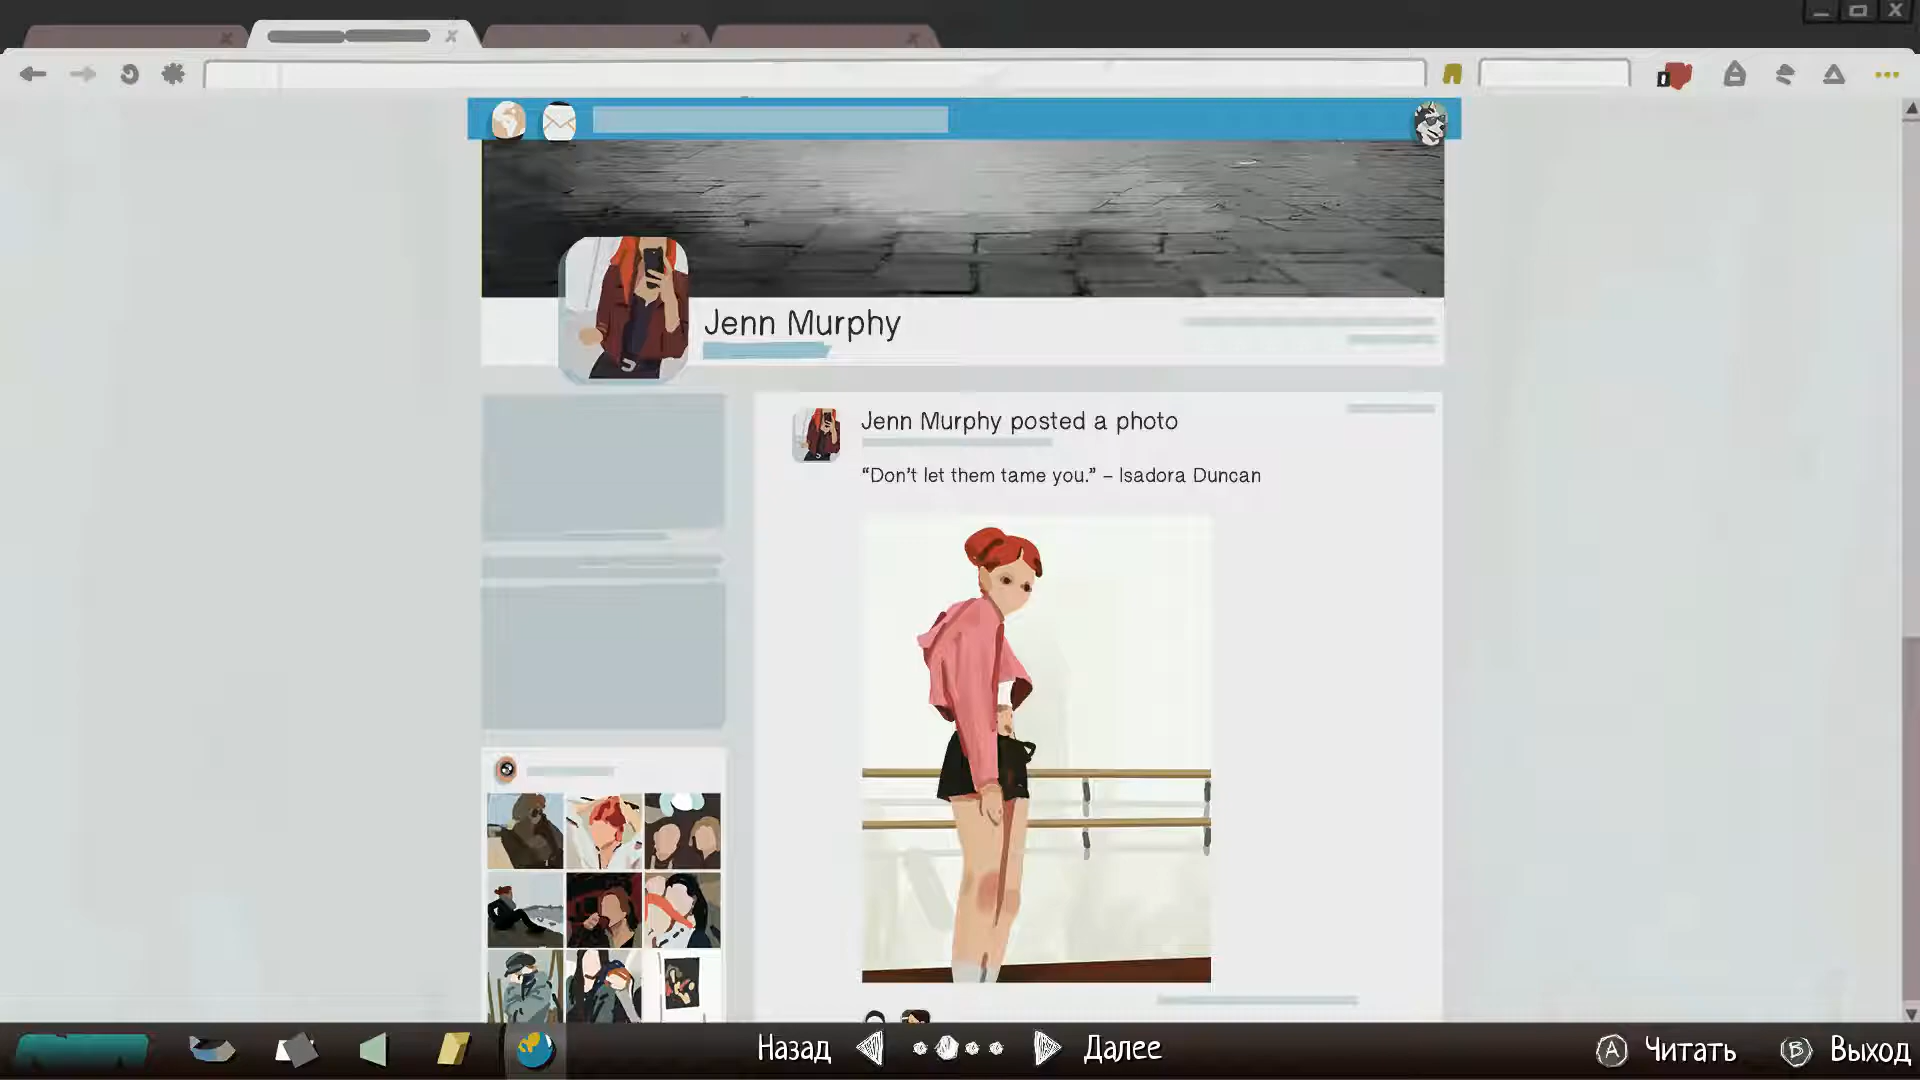 Jenn Murphy
Jenn Murphy posted a photo
“Don’t let them tame you.” – Isadora Duncan
Назад
Далее
A Читать
B Выход